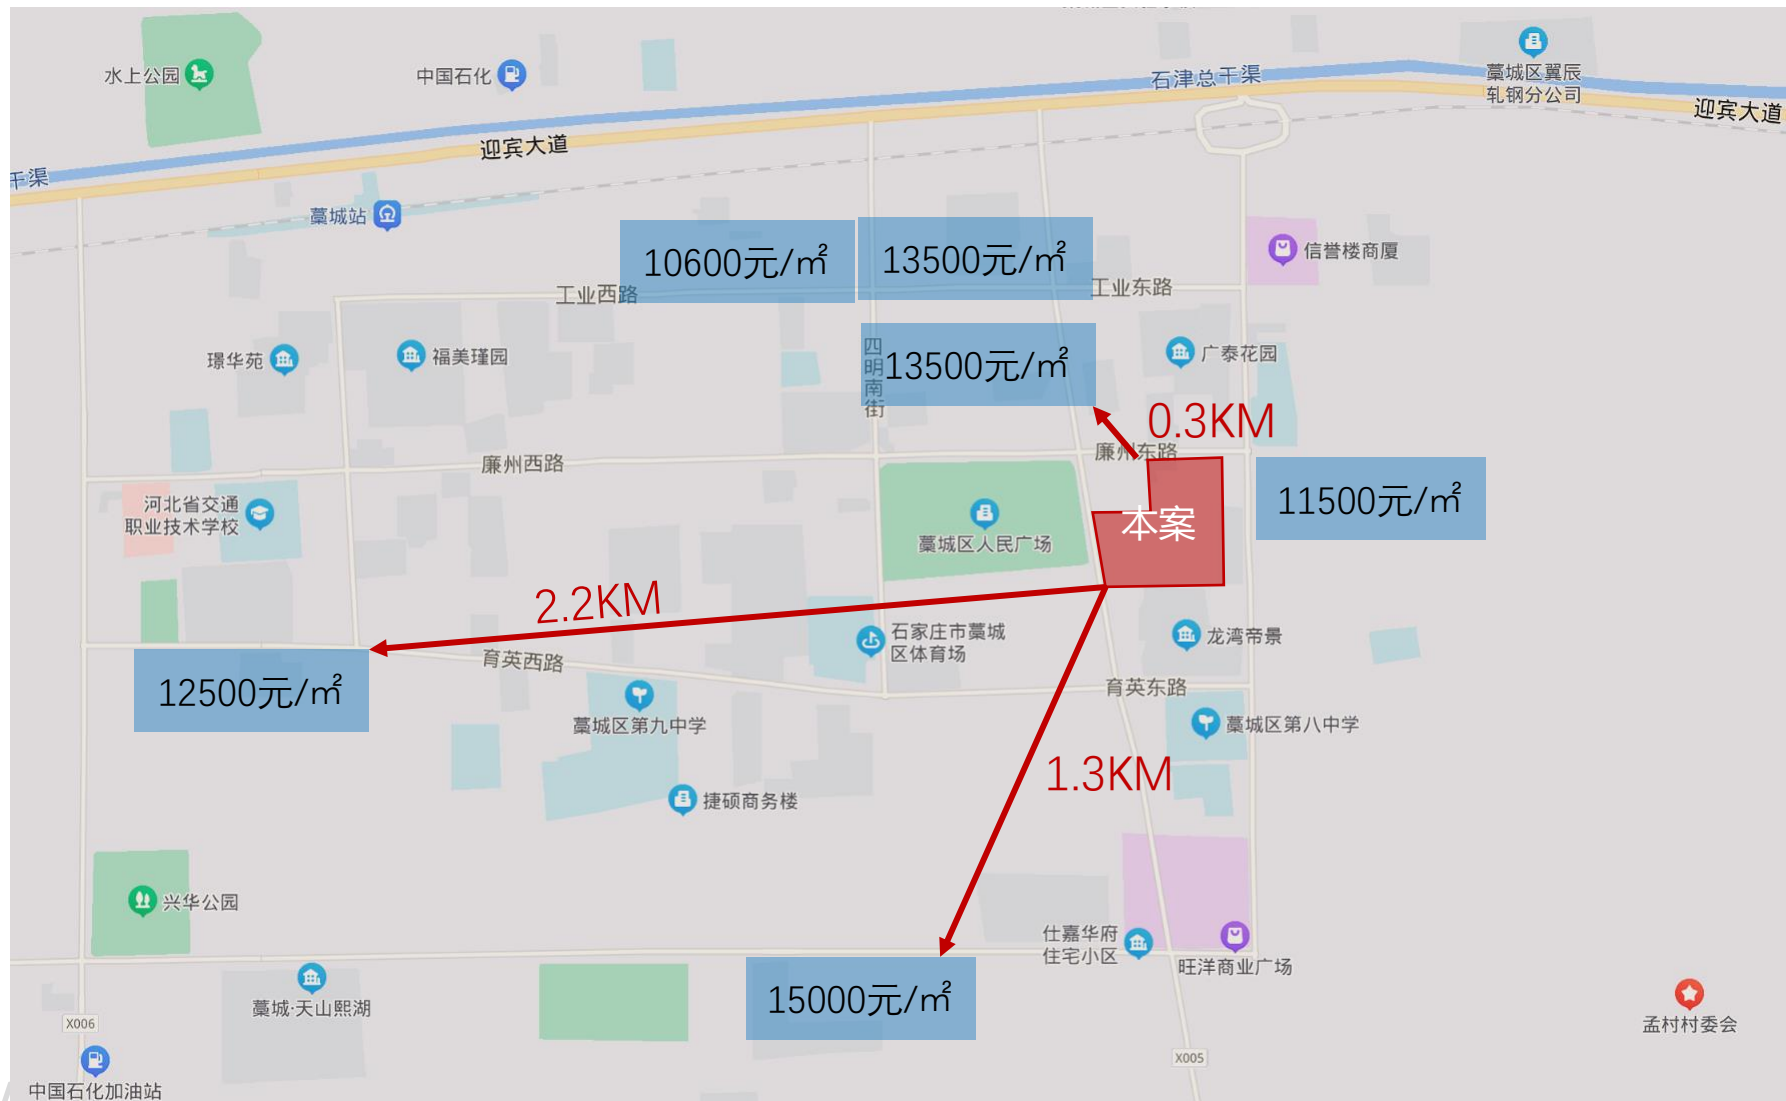 水上公园
中国石化
石津总干渠
藁城区翼辰
轧钢分公司
迎宾大道
迎宾大道
干渠
藁城站
10600元/㎡
13500元/㎡
信誉楼商厦
工业西路
工业东路
璟华苑
福美瑾园
四明南街
13500元/㎡
广泰花园
0.3KM
廉州西路
廉州东路
河北省交通
职业技术学校
藁城区人民广场
本案
11500元/㎡
2.2KM
石家庄市藁城
区体育场
龙湾帝景
育英西路
育英东路
12500元/㎡
藁城区第九中学
藁城区第八中学
1.3KM
捷硕商务楼
兴华公园
仕嘉华府
住宅小区
旺洋商业广场
藁城·天山熙湖
15000元/㎡
孟村村委会
X006
X005
中国石化加油站